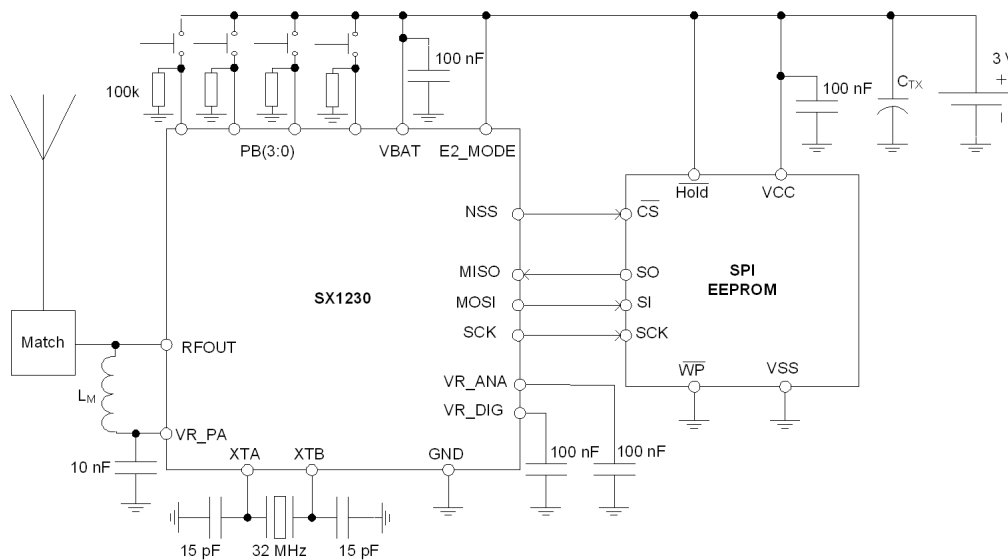 3 V
+
−
100k
100 nF
100 nF
CTX
PB(3:0)
VBAT
E2_MODE
Hold
VCC
NSS
CS
MISO
SO
MOSI
SI
SCK
SCK
SX1230
SPI
EEPROM
Match
RFOUT
LM
VR_PA
VR_ANA
VR_DIG
WP
VSS
XTA
XTB
GND
10 nF
100 nF
100 nF
15 pF
32 MHz
15 pF